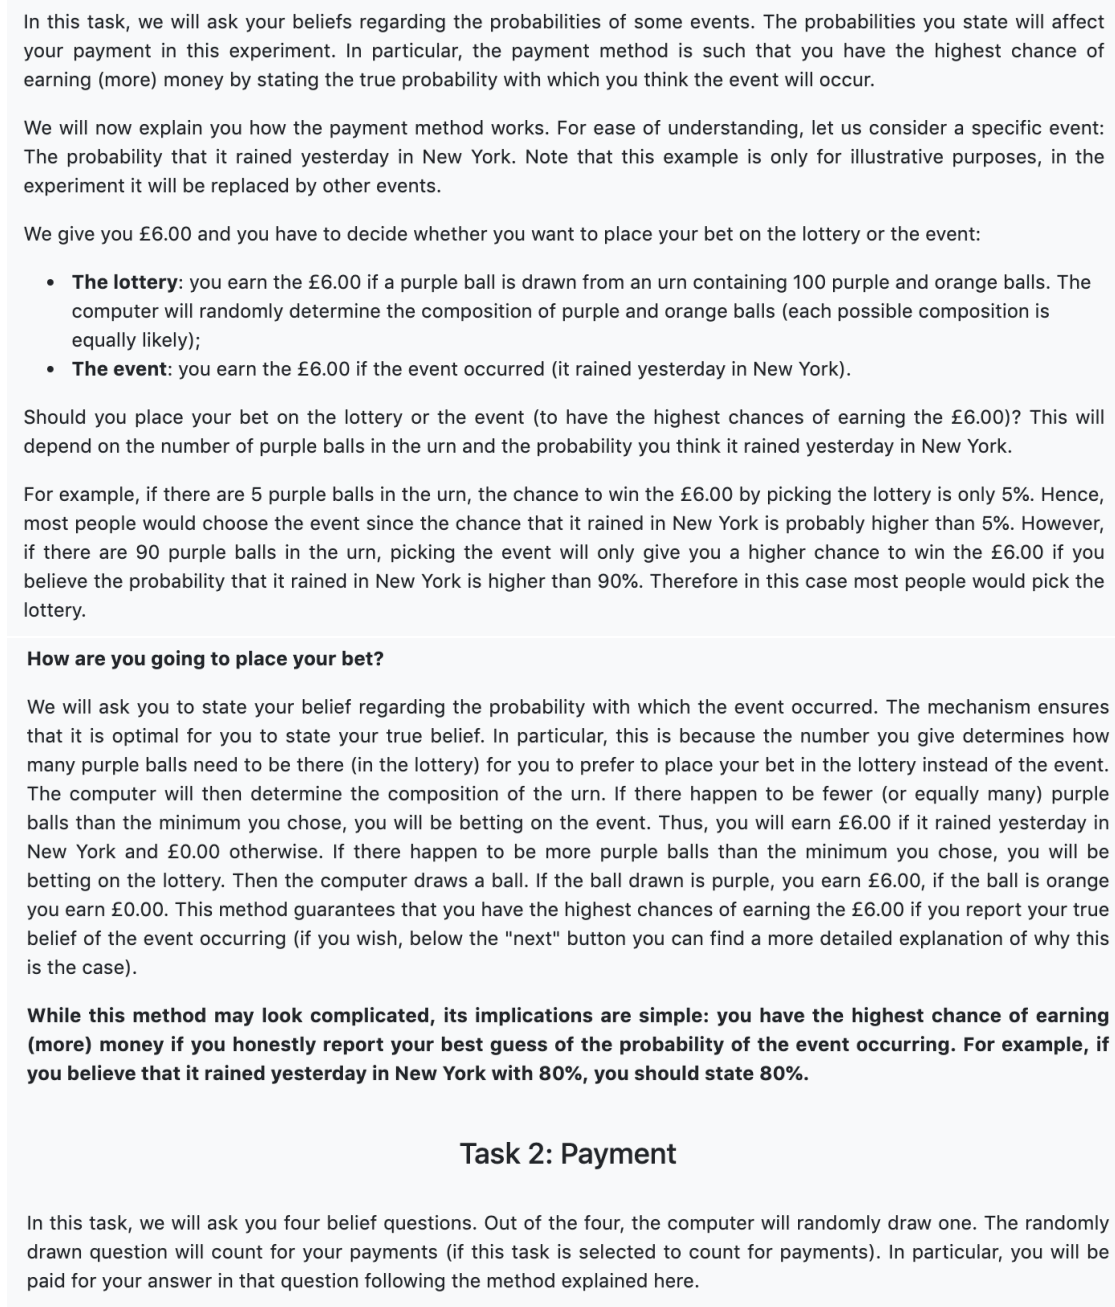 In this task, we will ask your beliefs regarding the probabilities of some events. The probabilities you state will affect
your payment in this experiment. In particular, the payment method is such that you have the highest chance of
earning (more) money by stating the true probability with which you think the event will occur.
We will now explain you how the payment method works. For ease of understanding, let us consider a specific event:
The probability that it rained yesterday in New York. Note that this example is only for illustrative purposes, in the
experiment it will be replaced by other events.
We give you £6.00 and you have to decide whether you want to place your bet on the lottery or the event:
• The lottery: you earn the £6.00 if a purple ball is drawn from an urn containing 100 purple and orange balls. The
computer will randomly determine the composition of purple and orange balls (each possible composition is
equally likely);
• The event: you earn the £6.00 if the event occurred (it rained yesterday in New York).
Should you place your bet on the lottery or the event (to have the highest chances of earning the £6.00)? This will
depend on the number of purple balls in the urn and the probability you think it rained yesterday in New York.
For example, if there are 5 purple balls in the urn, the chance to win the £6.00 by picking the lottery is only 5%. Hence,
most people would choose the event since the chance that it rained in New York is probably higher than 5%. However,
if there are 90 purple balls in the urn, picking the event will only give you a higher chance to win the £6.00 if you
believe the probability that it rained in New York is higher than 90%. Therefore in this case most people would pick the
lottery.
How are you going to place your bet?
We will ask you to state your belief regarding the probability with which the event occurred. The mechanism ensures
that it is optimal for you to state your true belief. In particular, this is because the number you give determines how
many purple balls need to be there (in the lottery) for you to prefer to place your bet in the lottery instead of the event.
The computer will then determine the composition of the urn. If there happen to be fewer (or equally many) purple
balls than the minimum you chose, you will be betting on the event. Thus, you will earn £6.00 if it rained yesterday in
New York and £0.00 otherwise. If there happen to be more purple balls than the minimum you chose, you will be
betting on the lottery. Then the computer draws a ball. If the ball drawn is purple, you earn £6.00, if the ball is orange
you earn £0.00. This method guarantees that you have the highest chances of earning the £6.00 if you report your true
belief of the event occurring (if you wish, below the "next" button you can find a more detailed explanation of why this
is the case).
While this method may look complicated, its implications are simple: you have the highest chance of earning
(more) money if you honestly report your best guess of the probability of the event occurring. For example, if
you believe that it rained yesterday in New York with 80%, you should state 80%.
Task 2: Payment
In this task, we will ask you four belief questions. Out of the four, the computer will randomly draw one. The randomly
drawn question will count for your payments (if this task is selected to count for payments). In particular, you will be
paid for your answer in that question following the method explained here.